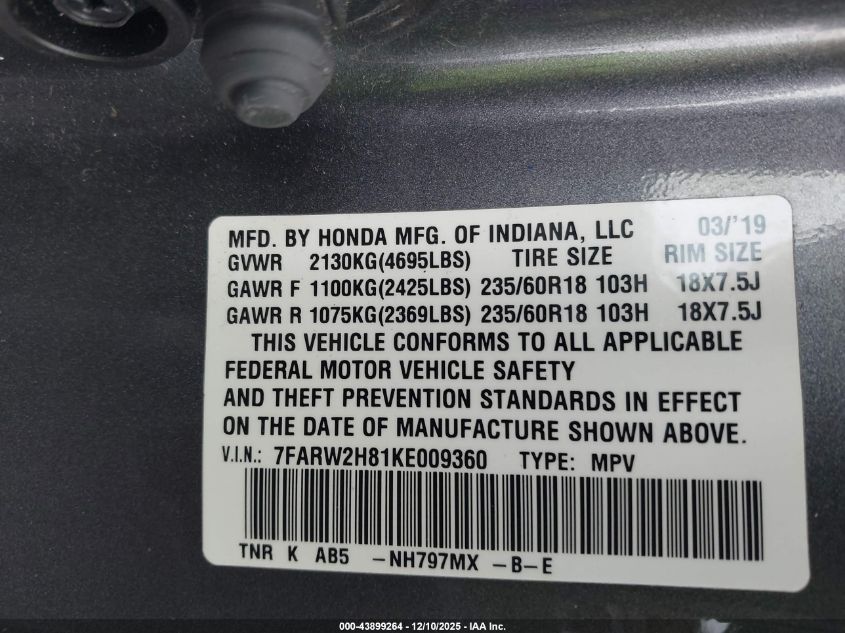 MFD. BY HONDA MFG. OF INDIANA, LLC 03/'19
GVWR 2130KG(4695LBS) TIRE SIZE RIM SIZE
GAWR F 1100KG(2425LBS) 235/60R18 103H 18X7.5J
GAWR R 1075KG(2369LBS) 235/60R18 103H 18X7.5J
THIS VEHICLE CONFORMS TO ALL APPLICABLE
FEDERAL MOTOR VEHICLE SAFETY
AND THEFT PREVENTION STANDARDS IN EFFECT
ON THE DATE OF MANUFACTURE SHOWN ABOVE.
V.I.N.: 7FARW2H81KE009360 TYPE: MPV
TNR K AB5 -NH797MX -B-E
000-43899264 - 12/10/2025 - IAA Inc.